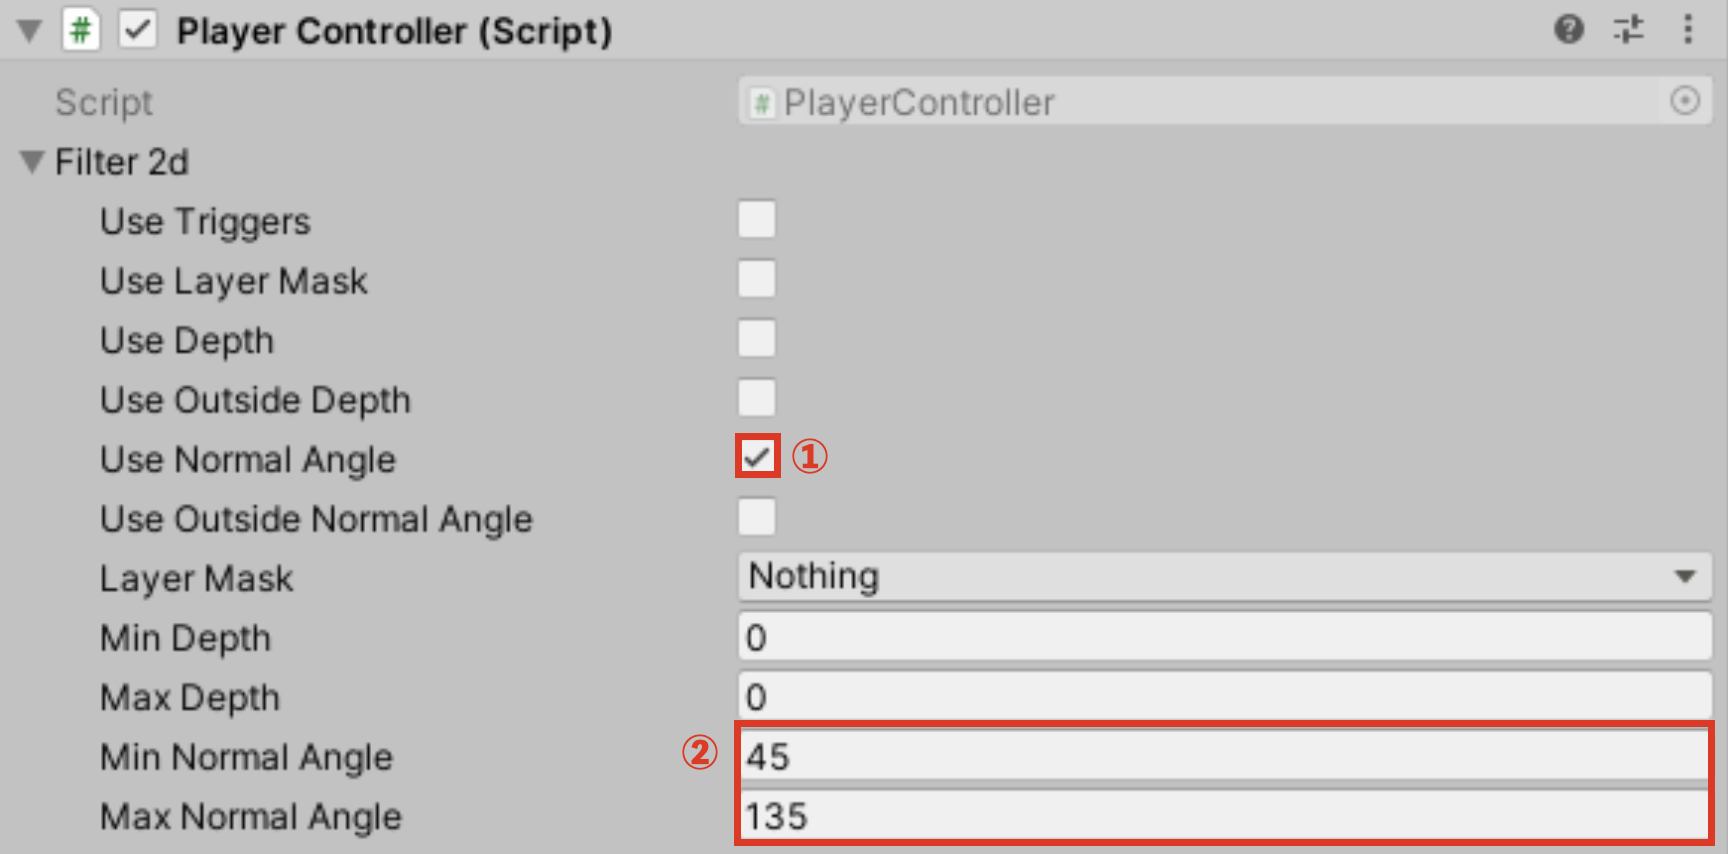 # Player Controller (Script)
Script # PlayerController
Filter 2d
Use Triggers
Use Layer Mask
Use Depth
Use Outside Depth
Use Normal Angle ①
Use Outside Normal Angle
Layer Mask Nothing
Min Depth 0
Max Depth 0
Min Normal Angle ② 45
Max Normal Angle 135